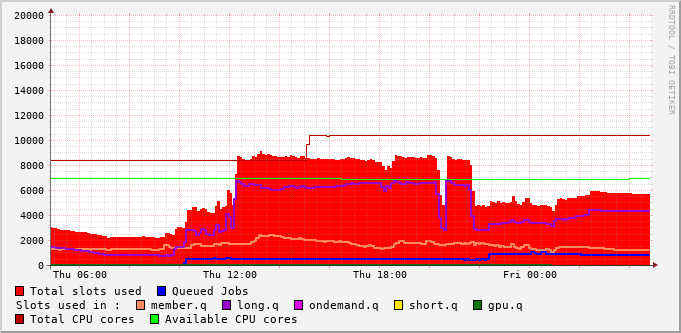 20000
18000
16000
14000
12000
10000
8000
6000
4000
2000
0
Thu 06:00 Thu 12:00 Thu 18:00 Fri 00:00
Total slots used Queued Jobs
Slots used in : member.q long.q ondemand.q short.q gpu.q
Total CPU cores Available CPU cores
RRDTOOL / TOBI OETIKER